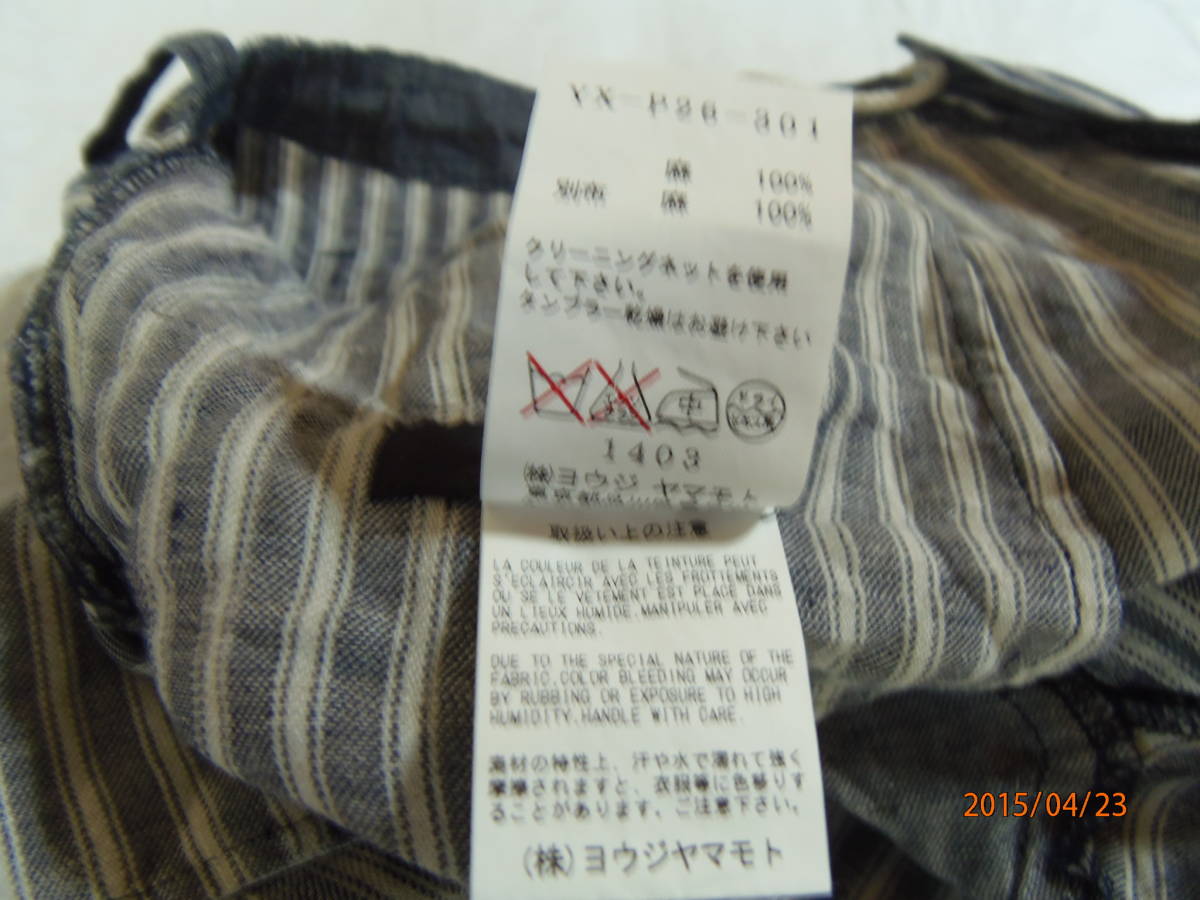 YX-P26-301
麻 100%
別布 麻 100%
クリーニングネットを使用
して下さい。
タンブラー乾燥はお避け下さい
中
1403
(株)ヨウジ ヤマモト
取扱い上の注意
LA COULEUR DE LA TEINTURE PEUT
S'ECLAIRCIR AVEC LES FROTTEMENTS
OU SE LE VETEMENT EST PLACE DANS
UN LIEUX HUMIDE.MANIPULER AVEC
PRECAUTIONS.
DUE TO THE SPECIAL NATURE OF THE
FABRIC.COLOR BLEEDING MAY OCCUR
BY RUBBING OR EXPOSURE TO HIGH
HUMIDITY.HANDLE WITH CARE.
素材の特性上、汗や水で濡れて強く
摩擦されますと、衣服等に色移りす
ることがあります。ご注意下さい。
(株)ヨウジヤマモト
2015/04/23